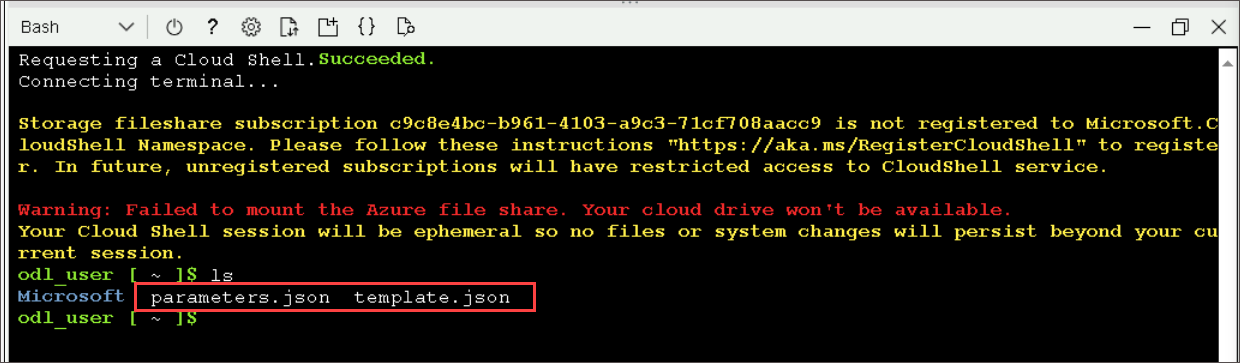 Bash
Requesting a Cloud Shell.Succeeded.
Connecting terminal...
Storage fileshare subscription c9c8e4bc-b961-4103-a9c3-71cf708aacc9 is not registered to Microsoft.C
loudShell Namespace. Please follow these instructions "https://aka.ms/RegisterCloudShell" to registe
r. In future, unregistered subscriptions will have restricted access to CloudShell service.
Warning: Failed to mount the Azure file share. Your cloud drive won't be available.
Your Cloud Shell session will be ephemeral so no files or system changes will persist beyond your cu
rrent session.
odl_user [ ~ ]$ ls
Microsoft parameters.json template.json
odl_user [ ~ ]$